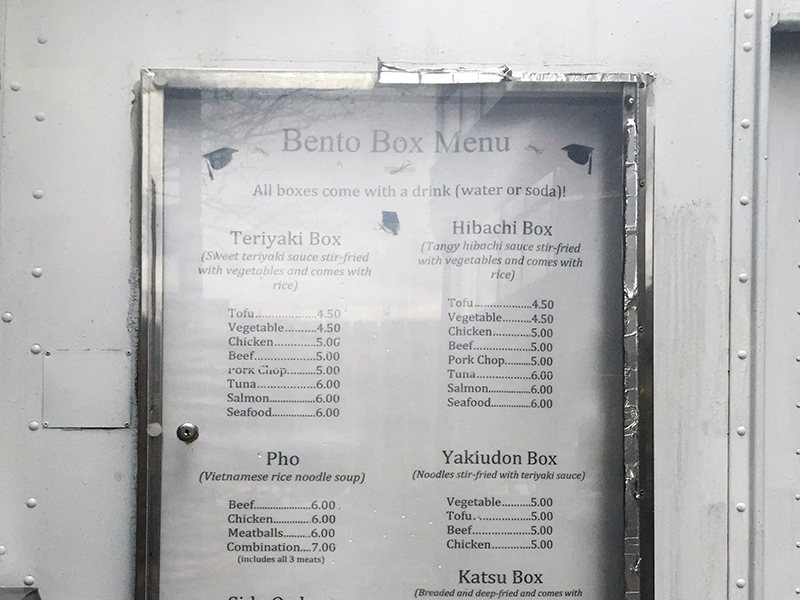 Bento Box Menu
All boxes come with a drink (water or soda)!
Teriyaki Box
(Sweet teriyaki sauce stir-fried
with vegetables and comes with
rice)
Tofu....................4.50
Vegetable..........4.50
Chicken..............5.00
Beef.....................5.00
Pork Chop.........5.00
Tuna....................6.00
Salmon................6.00
Seafood...............6.00
Hibachi Box
(Tangy hibachi sauce stir-fried
with vegetables and comes with
rice)
Tofu....................4.50
Vegetable..........4.50
Chicken..............5.00
Beef.....................5.00
Pork Chop.........5.00
Tuna....................6.00
Salmon................6.00
Seafood...............6.00
Pho
(Vietnamese rice noodle soup)
Beef.....................6.00
Chicken..............6.00
Meatballs...........6.00
Combination....7.00
(includes all 3 meats)
Yakiudon Box
(Noodles stir-fried with teriyaki sauce)
Vegetable..........5.00
Tofu....................5.00
Beef.....................5.00
Chicken..............5.00
Katsu Box
(Breaded and deep-fried and comes with